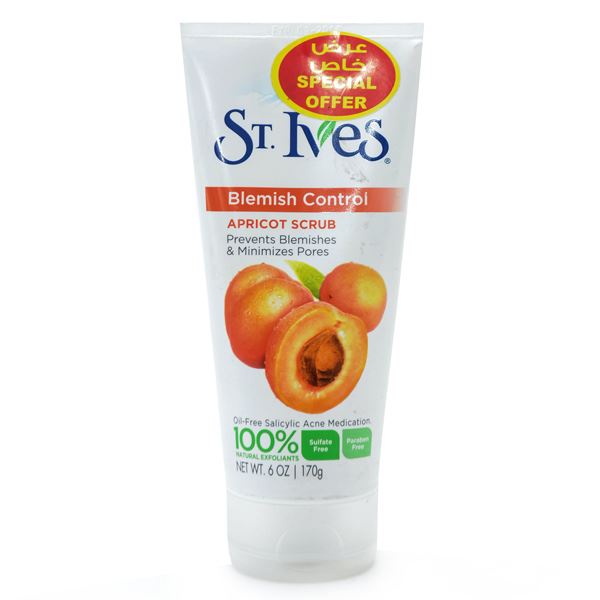 عرض
خاص
SPECIAL
OFFER
ST. Ives®
Blemish Control
APRICOT SCRUB
Prevents Blemishes
& Minimizes Pores
Oil-Free Salicylic Acne Medication
100%
NATURAL EXFOLIANTS
Sulfate
Free
Paraben
Free
NET WT. 6 OZ | 170g